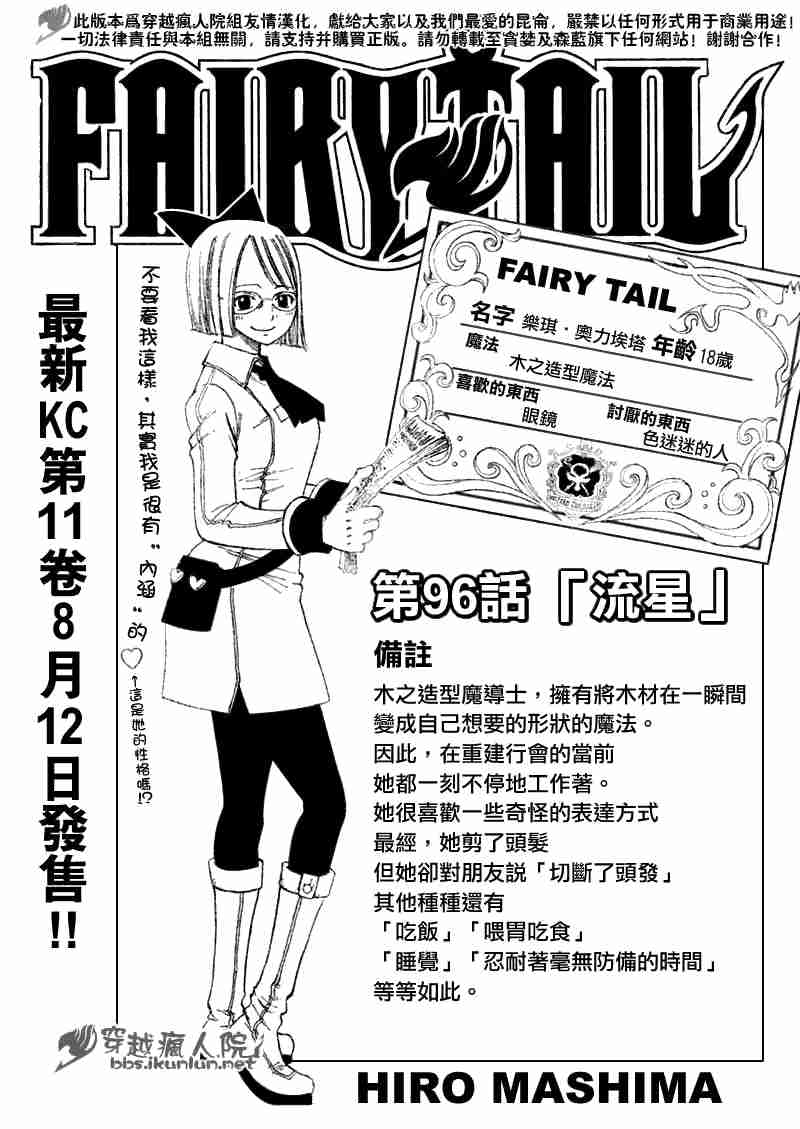 此版本爲穿越瘋人院組友情漢化，獻給大家以及我們最愛的昆侖，嚴禁以任何形式用于商業用途！
一切法律責任與本組無關，請支持并購買正版。請勿轉載至貪婪及森藍旗下任何網站！謝謝合作！
FAIRY TAIL
FAIRY TAIL
名字 樂琪·奧力埃塔 年齡 18歲
魔法 木之造型魔法
喜歡的東西 眼鏡
討厭的東西 色迷迷的人
不要看我這樣，其實我是很有"內涵"的♡
←這是她的性格嗎!?
最新KC第11卷8月12日發售!!
第96話「流星」
備註
木之造型魔導士，擁有將木材在一瞬間
變成自己想要的形狀的魔法。
因此，在重建行會的當前
她都一刻不停地工作著。
她很喜歡一些奇怪的表達方式
最經，她剪了頭髮
但她卻對朋友說「切斷了頭發」
其他種種還有
「吃飯」「喂胃吃食」
「睡覺」「忍耐著毫無防備的時間」
等等如此。
穿越瘋人院
bbs.ikunlun.net
HIRO MASHIMA